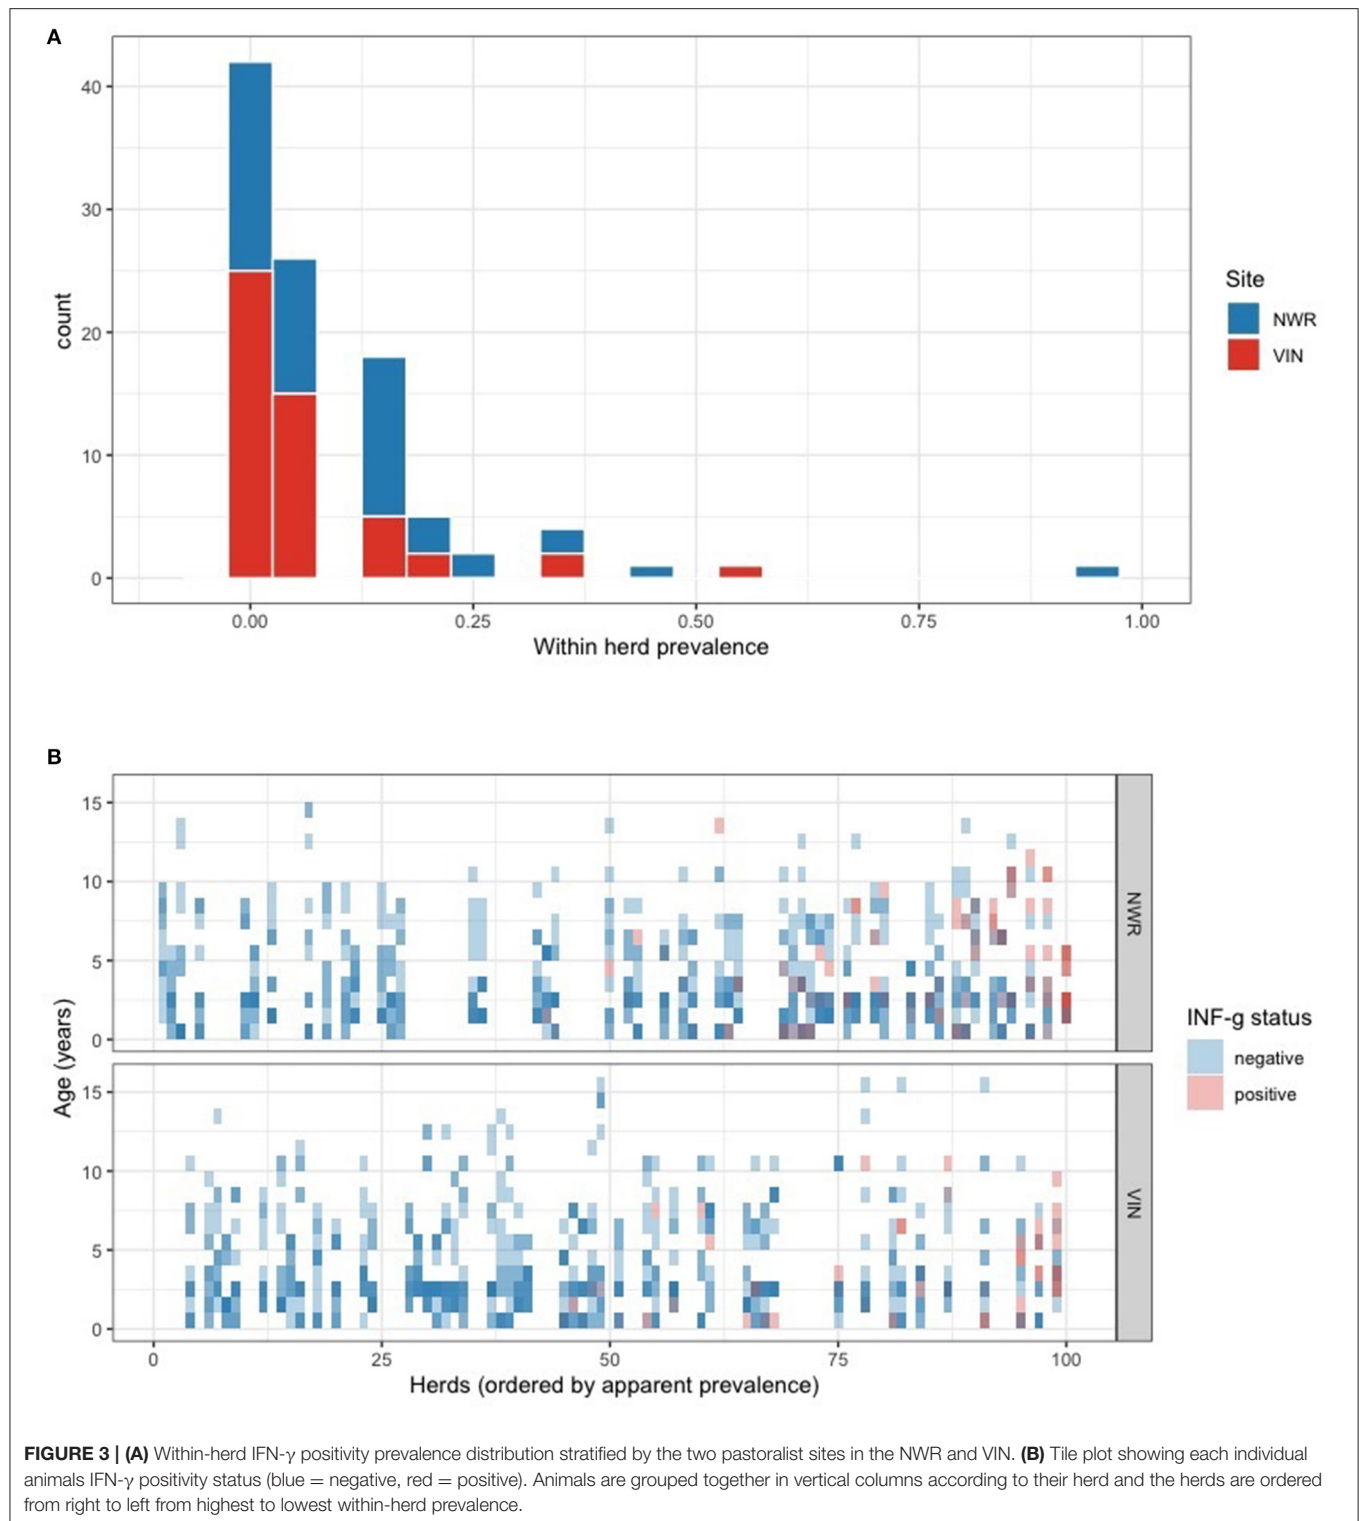 A
40
30
20
10
0
count
0.00 0.25 0.50 0.75 1.00
Within herd prevalence
Site
NWR
VIN
B
15
10
5
0
NWR
15
10
5
0
VIN
Age (years)
0 25 50 75 100
Herds (ordered by apparent prevalence)
INF-g status
negative
positive
FIGURE 3 | (A) Within-herd IFN-γ positivity prevalence distribution stratified by the two pastoralist sites in the NWR and VIN. (B) Tile plot showing each individual
animals IFN-γ positivity status (blue = negative, red = positive). Animals are grouped together in vertical columns according to their herd and the herds are ordered
from right to left from highest to lowest within-herd prevalence.